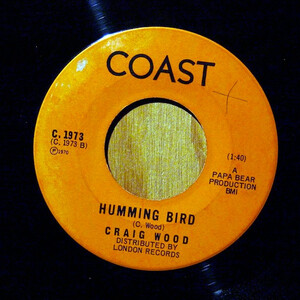 COAST
C. 1973
(C. 1973 B)
Ⓟ 1970
(1:40)
A
PAPA BEAR
PRODUCTION
BMI
HUMMING BIRD
(C. Wood)
CRAIG WOOD
DISTRIBUTED BY
LONDON RECORDS